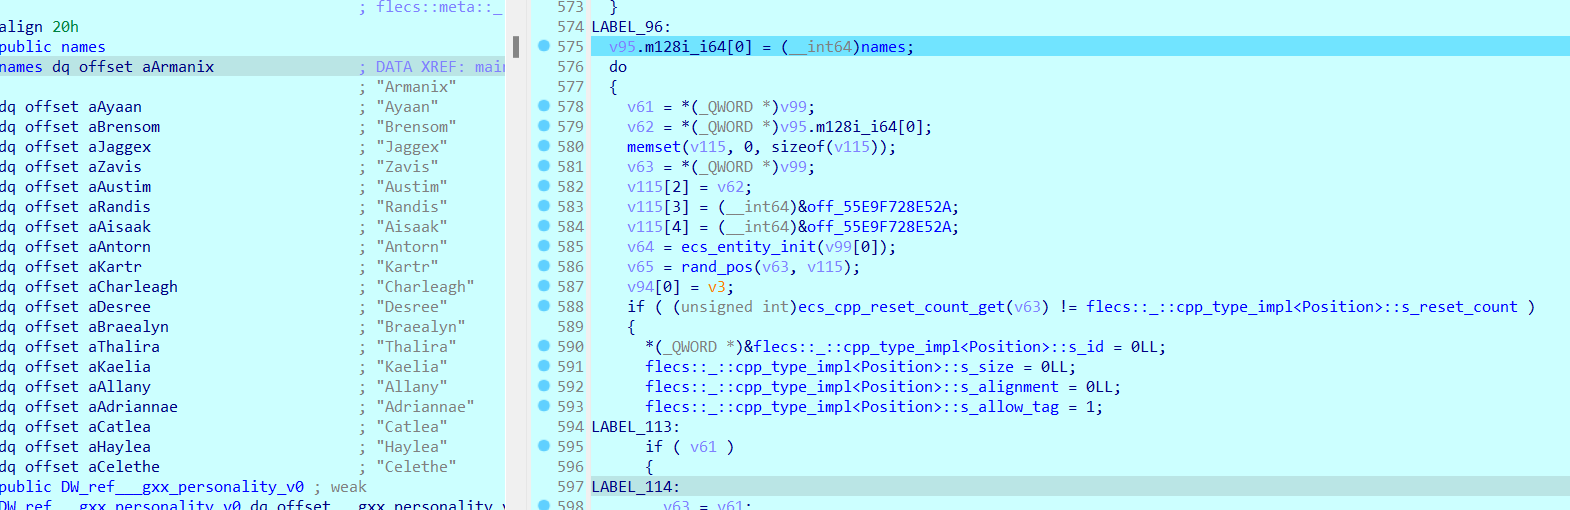 ; flecs::meta::_
align 20h
public names
names dq offset aArmanix ; DATA XREF: mai
; "Armanix"
dq offset aAyaan ; "Ayaan"
dq offset aBrensom ; "Brensom"
dq offset aJaggex ; "Jaggex"
dq offset aZavis ; "Zavis"
dq offset aAustim ; "Austim"
dq offset aRandis ; "Randis"
dq offset aAisaak ; "Aisaak"
dq offset aAntorn ; "Antorn"
dq offset aKartr ; "Kartr"
dq offset aCharleagh ; "Charleagh"
dq offset aDesree ; "Desree"
dq offset aBraealyn ; "Braealyn"
dq offset aThalira ; "Thalira"
dq offset aKaelia ; "Kaelia"
dq offset aAllany ; "Allany"
dq offset aAdriannae ; "Adriannae"
dq offset aCatlea ; "Catlea"
dq offset aHaylea ; "Haylea"
dq offset aCelethe ; "Celethe"
public DW_ref___gxx_personality_v0 ; weak
DW_ref___gxx_personality_v0 dq offset __gxx_personality_v
573 }
574 LABEL_96:
575 v95.m128i_i64[0] = (__int64)names;
576 do
577 {
578 v61 = *(_QWORD *)v99;
579 v62 = *(_QWORD *)v95.m128i_i64[0];
580 memset(v115, 0, sizeof(v115));
581 v63 = *(_QWORD *)v99;
582 v115[2] = v62;
583 v115[3] = (__int64)&off_55E9F728E52A;
584 v115[4] = (__int64)&off_55E9F728E52A;
585 v64 = ecs_entity_init(v99[0]);
586 v65 = rand_pos(v63, v115);
587 v94[0] = v3;
588 if ( (unsigned int)ecs_cpp_reset_count_get(v63) != flecs::_::cpp_type_impl<Position>::s_reset_count )
589 {
590 *(_QWORD *)&flecs::_::cpp_type_impl<Position>::s_id = 0LL;
591 flecs::_::cpp_type_impl<Position>::s_size = 0LL;
592 flecs::_::cpp_type_impl<Position>::s_alignment = 0LL;
593 flecs::_::cpp_type_impl<Position>::s_allow_tag = 1;
594 LABEL_113:
595 if ( v61 )
596 {
597 LABEL_114:
598 v63 = v61;